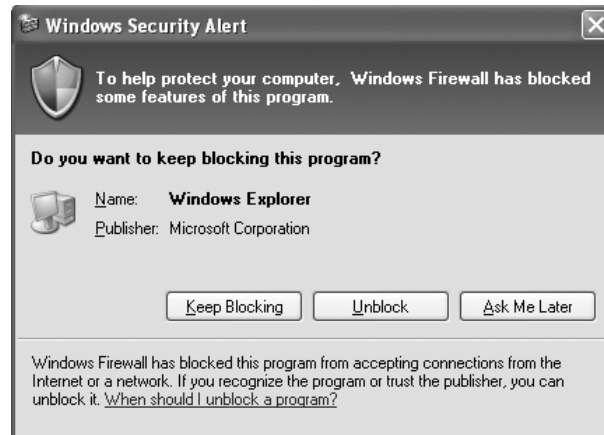 Windows Security Alert
To help protect your computer, Windows Firewall has blocked
some features of this program.
Do you want to keep blocking this program?
Name: Windows Explorer
Publisher: Microsoft Corporation
Keep Blocking Unblock Ask Me Later
Windows Firewall has blocked this program from accepting connections from the
Internet or a network. If you recognize the program or trust the publisher, you can
unblock it. When should I unblock a program?